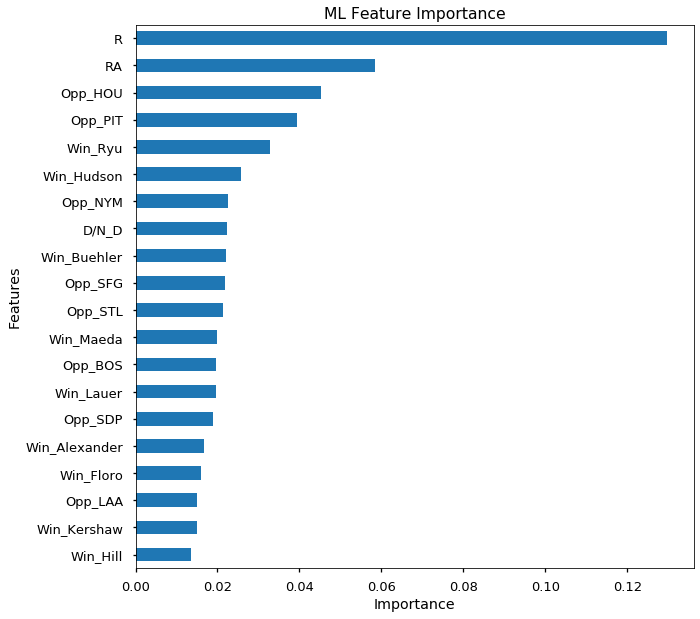 ML Feature Importance
R
RA
Opp_HOU
Opp_PIT
Win_Ryu
Win_Hudson
Opp_NYM
D/N_D
Win_Buehler
Opp_SFG
Opp_STL
Win_Maeda
Opp_BOS
Win_Lauer
Opp_SDP
Win_Alexander
Win_Floro
Opp_LAA
Win_Kershaw
Win_Hill
Features
0.00 0.02 0.04 0.06 0.08 0.10 0.12
Importance